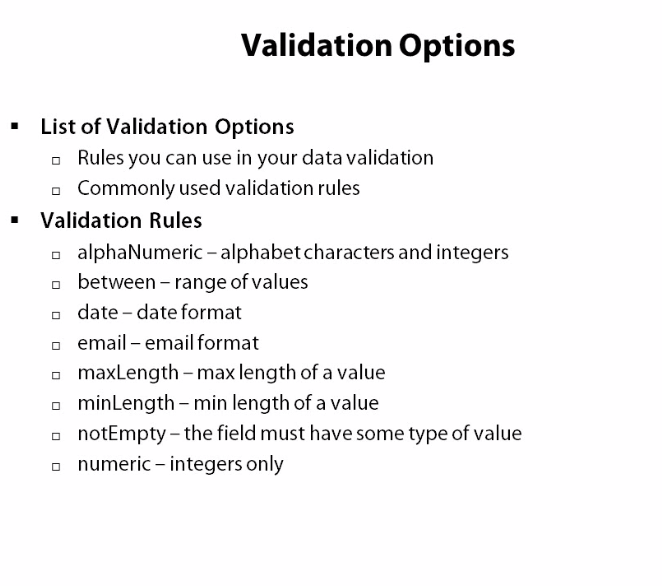 Validation Options
List of Validation Options
Rules you can use in your data validation
Commonly used validation rules
Validation Rules
alphaNumeric – alphabet characters and integers
between – range of values
date – date format
email – email format
maxLength – max length of a value
minLength – min length of a value
notEmpty – the field must have some type of value
numeric – integers only